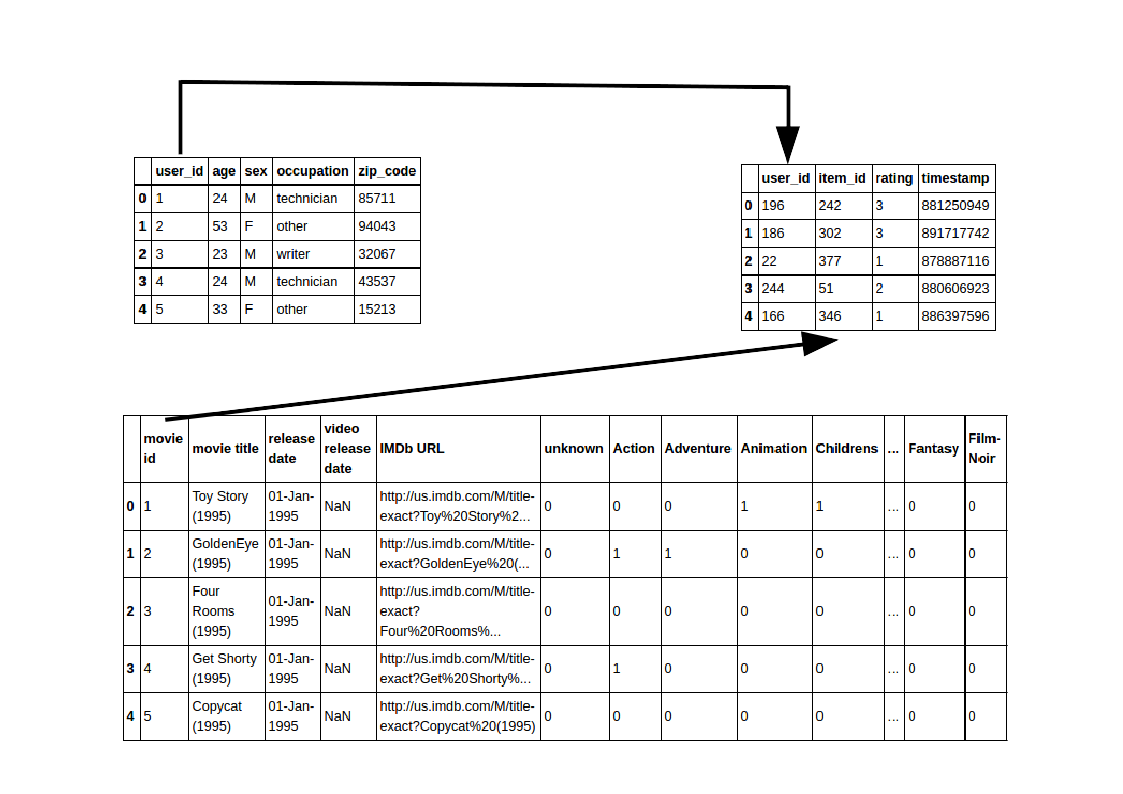 user_id age sex occupation zip_code
0 1 24 M technician 85711
1 2 53 F other 94043
2 3 23 M writer 32067
3 4 24 M technician 43537
4 5 33 F other 15213
user_id item_id rating timestamp
0 196 242 3 881250949
1 186 302 3 891717742
2 22 377 1 878887116
3 244 51 2 880606923
4 166 346 1 886397596
movie id movie title release date video release date IMDb URL unknown Action Adventure Animation Childrens ... Fantasy Film-Noir
0 1 Toy Story (1995) 01-Jan-1995 NaN http://us.imdb.com/M/title-exact?Toy%20Story%2... 0 0 0 1 1 ... 0 0
1 2 GoldenEye (1995) 01-Jan-1995 NaN http://us.imdb.com/M/title-exact?GoldenEye%20(... 0 1 1 0 0 ... 0 0
2 3 Four Rooms (1995) 01-Jan-1995 NaN http://us.imdb.com/M/title-exact?Four%20Rooms%... 0 0 0 0 0 ... 0 0
3 4 Get Shorty (1995) 01-Jan-1995 NaN http://us.imdb.com/M/title-exact?Get%20Shorty%... 0 1 0 0 0 ... 0 0
4 5 Copycat (1995) 01-Jan-1995 NaN http://us.imdb.com/M/title-exact?Copycat%20(1995) 0 0 0 0 0 ... 0 0